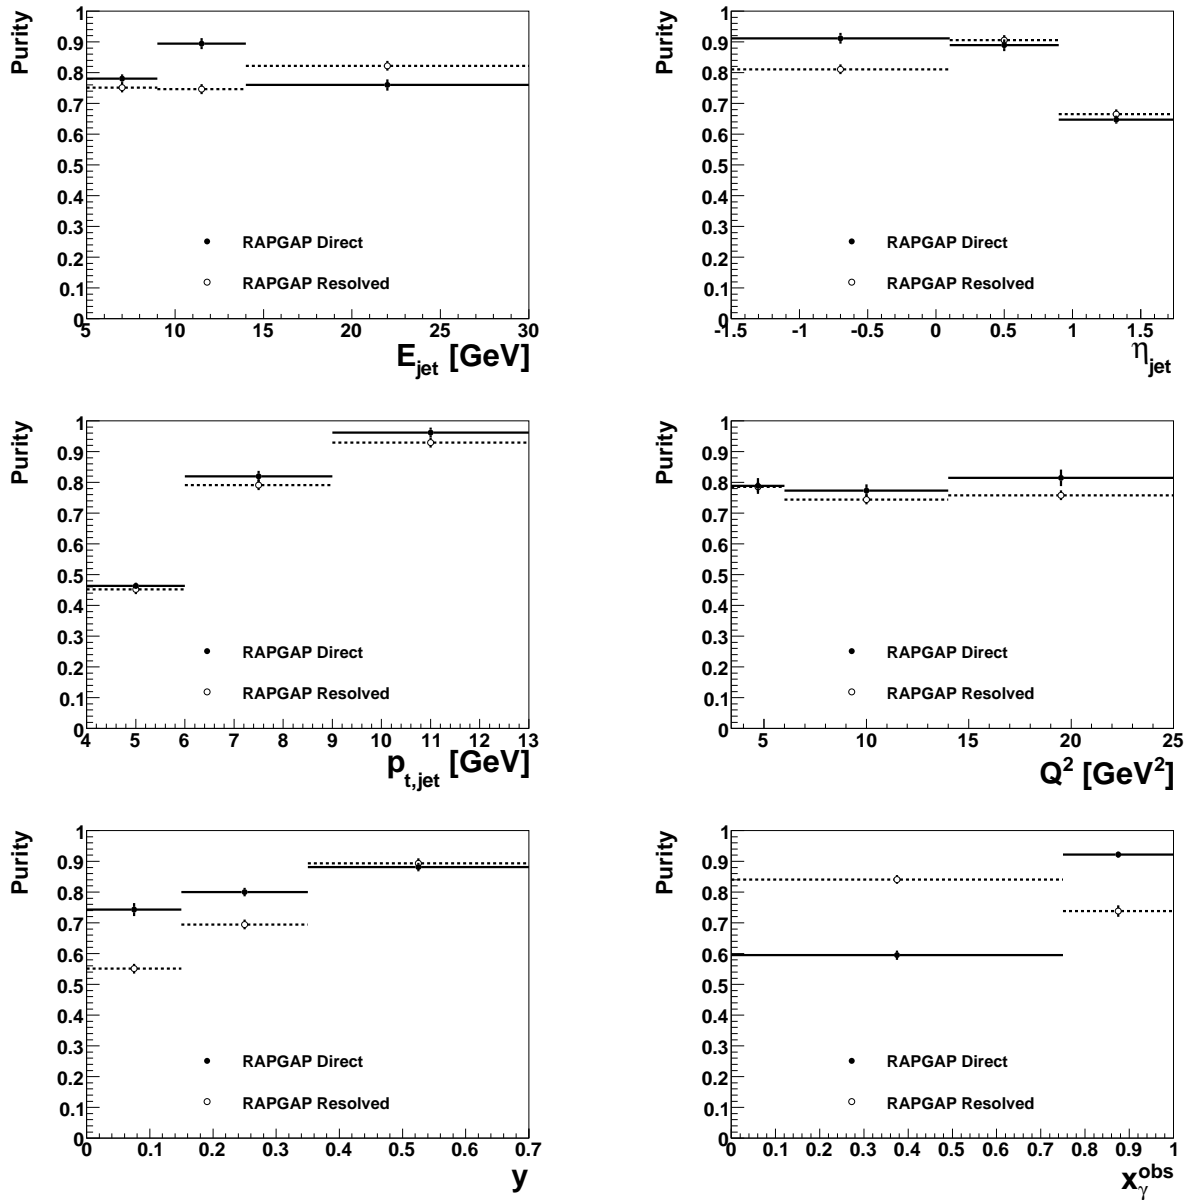 Purity
1
0.9
0.8
0.7
0.6
0.5
0.4
0.3
0.2
0.1
0
RAPGAP Direct
RAPGAP Resolved
5 10 15 20 25 30
E_jet [GeV]
Purity
1
0.9
0.8
0.7
0.6
0.5
0.4
0.3
0.2
0.1
0
RAPGAP Direct
RAPGAP Resolved
-1.5 -1 -0.5 0 0.5 1 1.5
η_jet
Purity
1
0.9
0.8
0.7
0.6
0.5
0.4
0.3
0.2
0.1
0
RAPGAP Direct
RAPGAP Resolved
4 5 6 7 8 9 10 11 12 13
p_t,jet [GeV]
Purity
1
0.9
0.8
0.7
0.6
0.5
0.4
0.3
0.2
0.1
0
RAPGAP Direct
RAPGAP Resolved
5 10 15 20 25
Q² [GeV²]
Purity
1
0.9
0.8
0.7
0.6
0.5
0.4
0.3
0.2
0.1
0
RAPGAP Direct
RAPGAP Resolved
0 0.1 0.2 0.3 0.4 0.5 0.6 0.7
y
Purity
1
0.9
0.8
0.7
0.6
0.5
0.4
0.3
0.2
0.1
0
RAPGAP Direct
RAPGAP Resolved
0 0.1 0.2 0.3 0.4 0.5 0.6 0.7 0.8 0.9 1
x_γ^obs